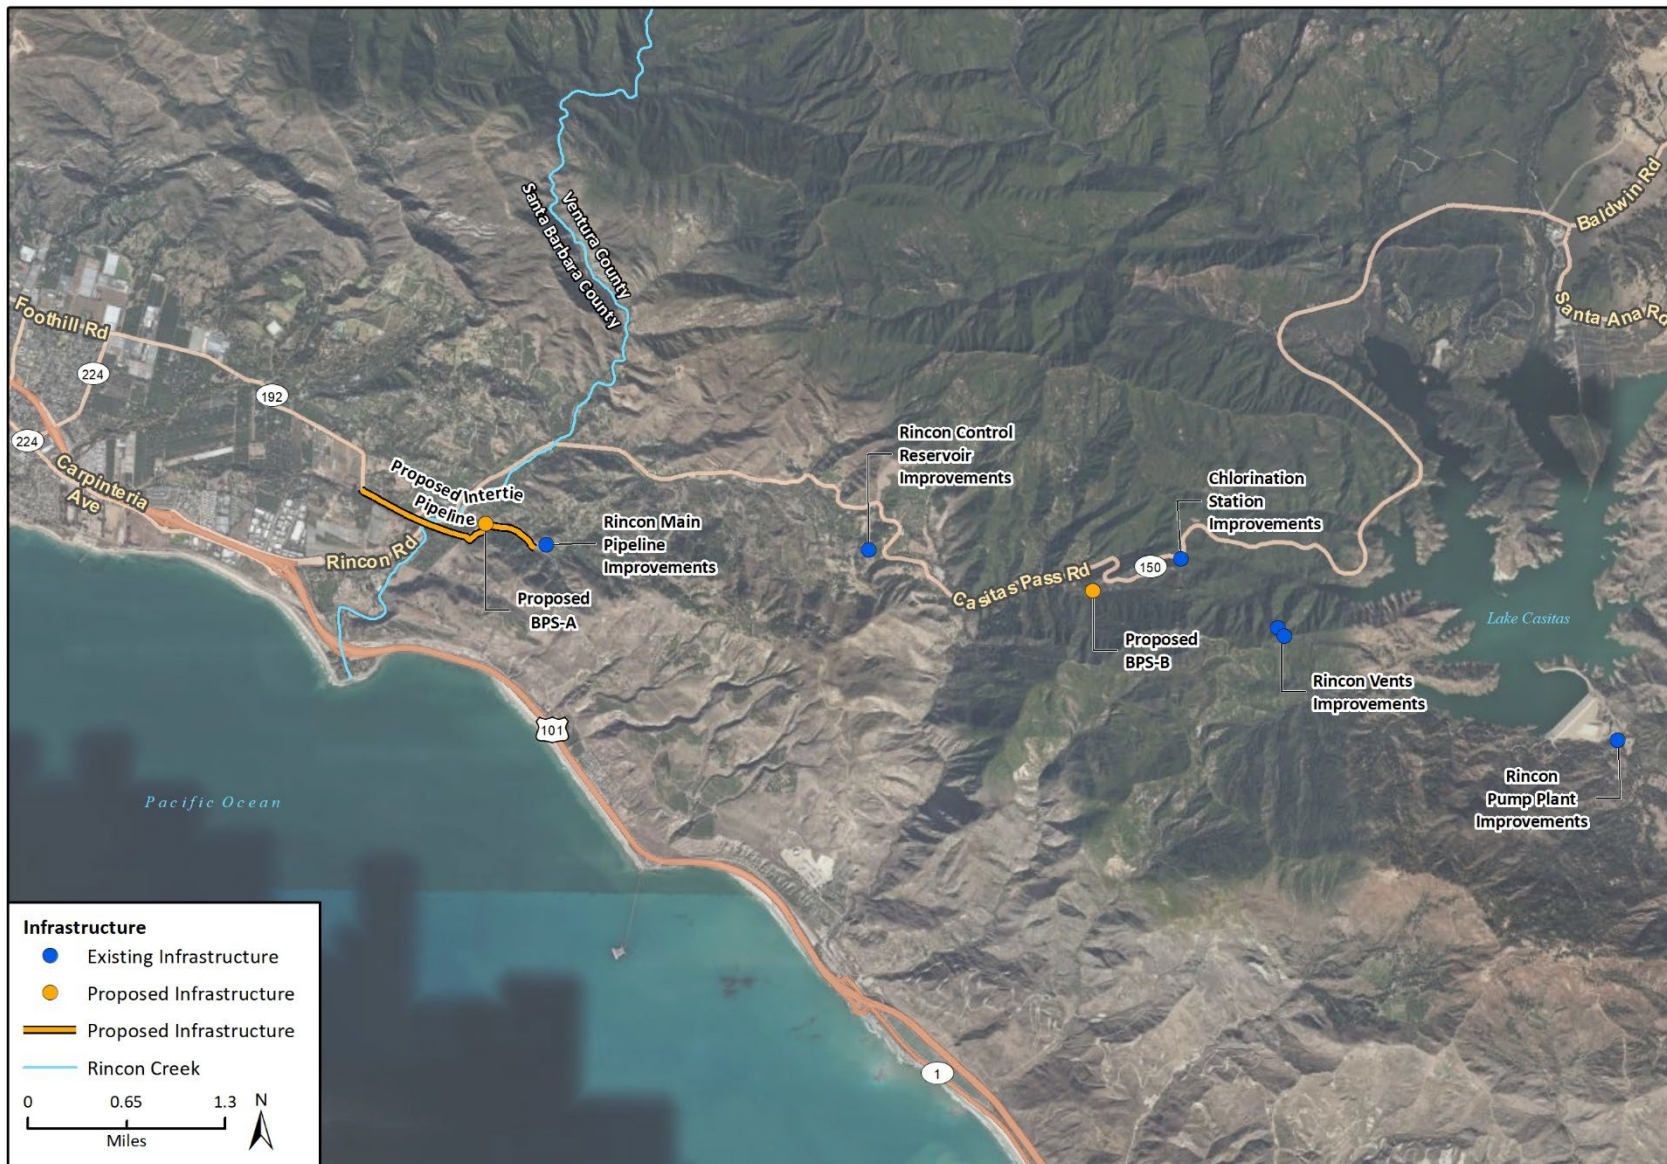 Ventura County
Santa Barbara County
Baldwin Rd
Santa Ana Rd
Foothill Rd
224
192
224
Carpinteria
Ave
Rincon Rd
Proposed Intertie
Pipeline
Rincon Main
Pipeline
Improvements
Proposed
BPS-A
Rincon Control
Reservoir
Improvements
Chlorination
Station
Improvements
Casitas Pass Rd
150
Proposed
BPS-B
Rincon Vents
Improvements
Lake Casitas
Rincon
Pump Plant
Improvements
101
Pacific Ocean
1
Infrastructure
Existing Infrastructure
Proposed Infrastructure
Proposed Infrastructure
Rincon Creek
0 0.65 1.3
Miles
N